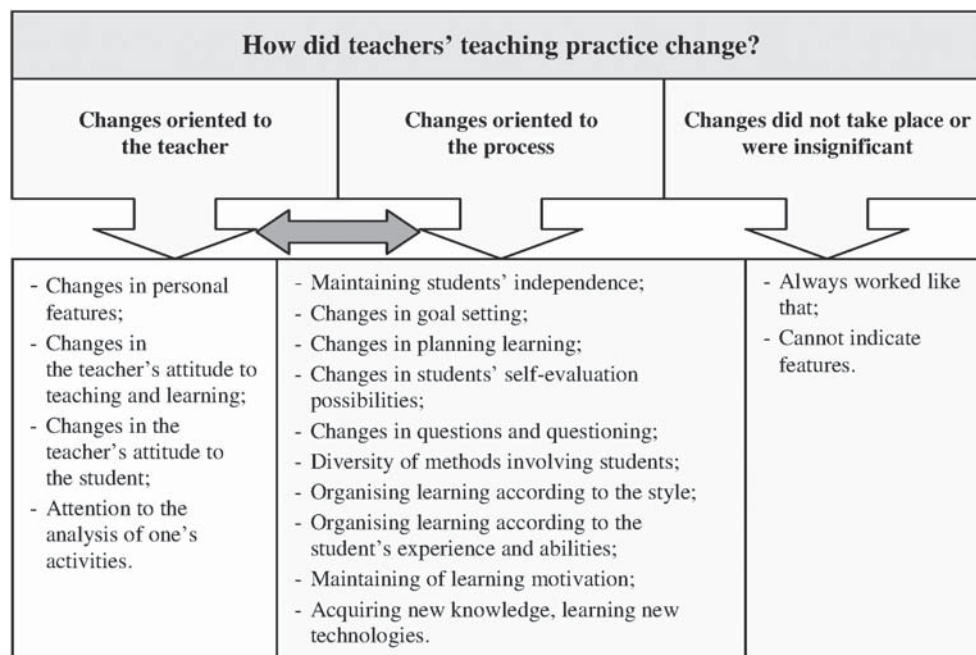 How did teachers’ teaching practice change?
Changes oriented to
the teacher
Changes oriented to
the process
Changes did not take place or
were insignificant
- Changes in personal
features;
- Changes in
the teacher’s attitude to
teaching and learning;
- Changes in the
teacher’s attitude to
the student;
- Attention to the
analysis of one’s
activities.
- Maintaining students’ independence;
- Changes in goal setting;
- Changes in planning learning;
- Changes in students’ self-evaluation
possibilities;
- Changes in questions and questioning;
- Diversity of methods involving students;
- Organising learning according to the style;
- Organising learning according to the
student’s experience and abilities;
- Maintaining of learning motivation;
- Acquiring new knowledge, learning new
technologies.
- Always worked like
that;
- Cannot indicate
features.